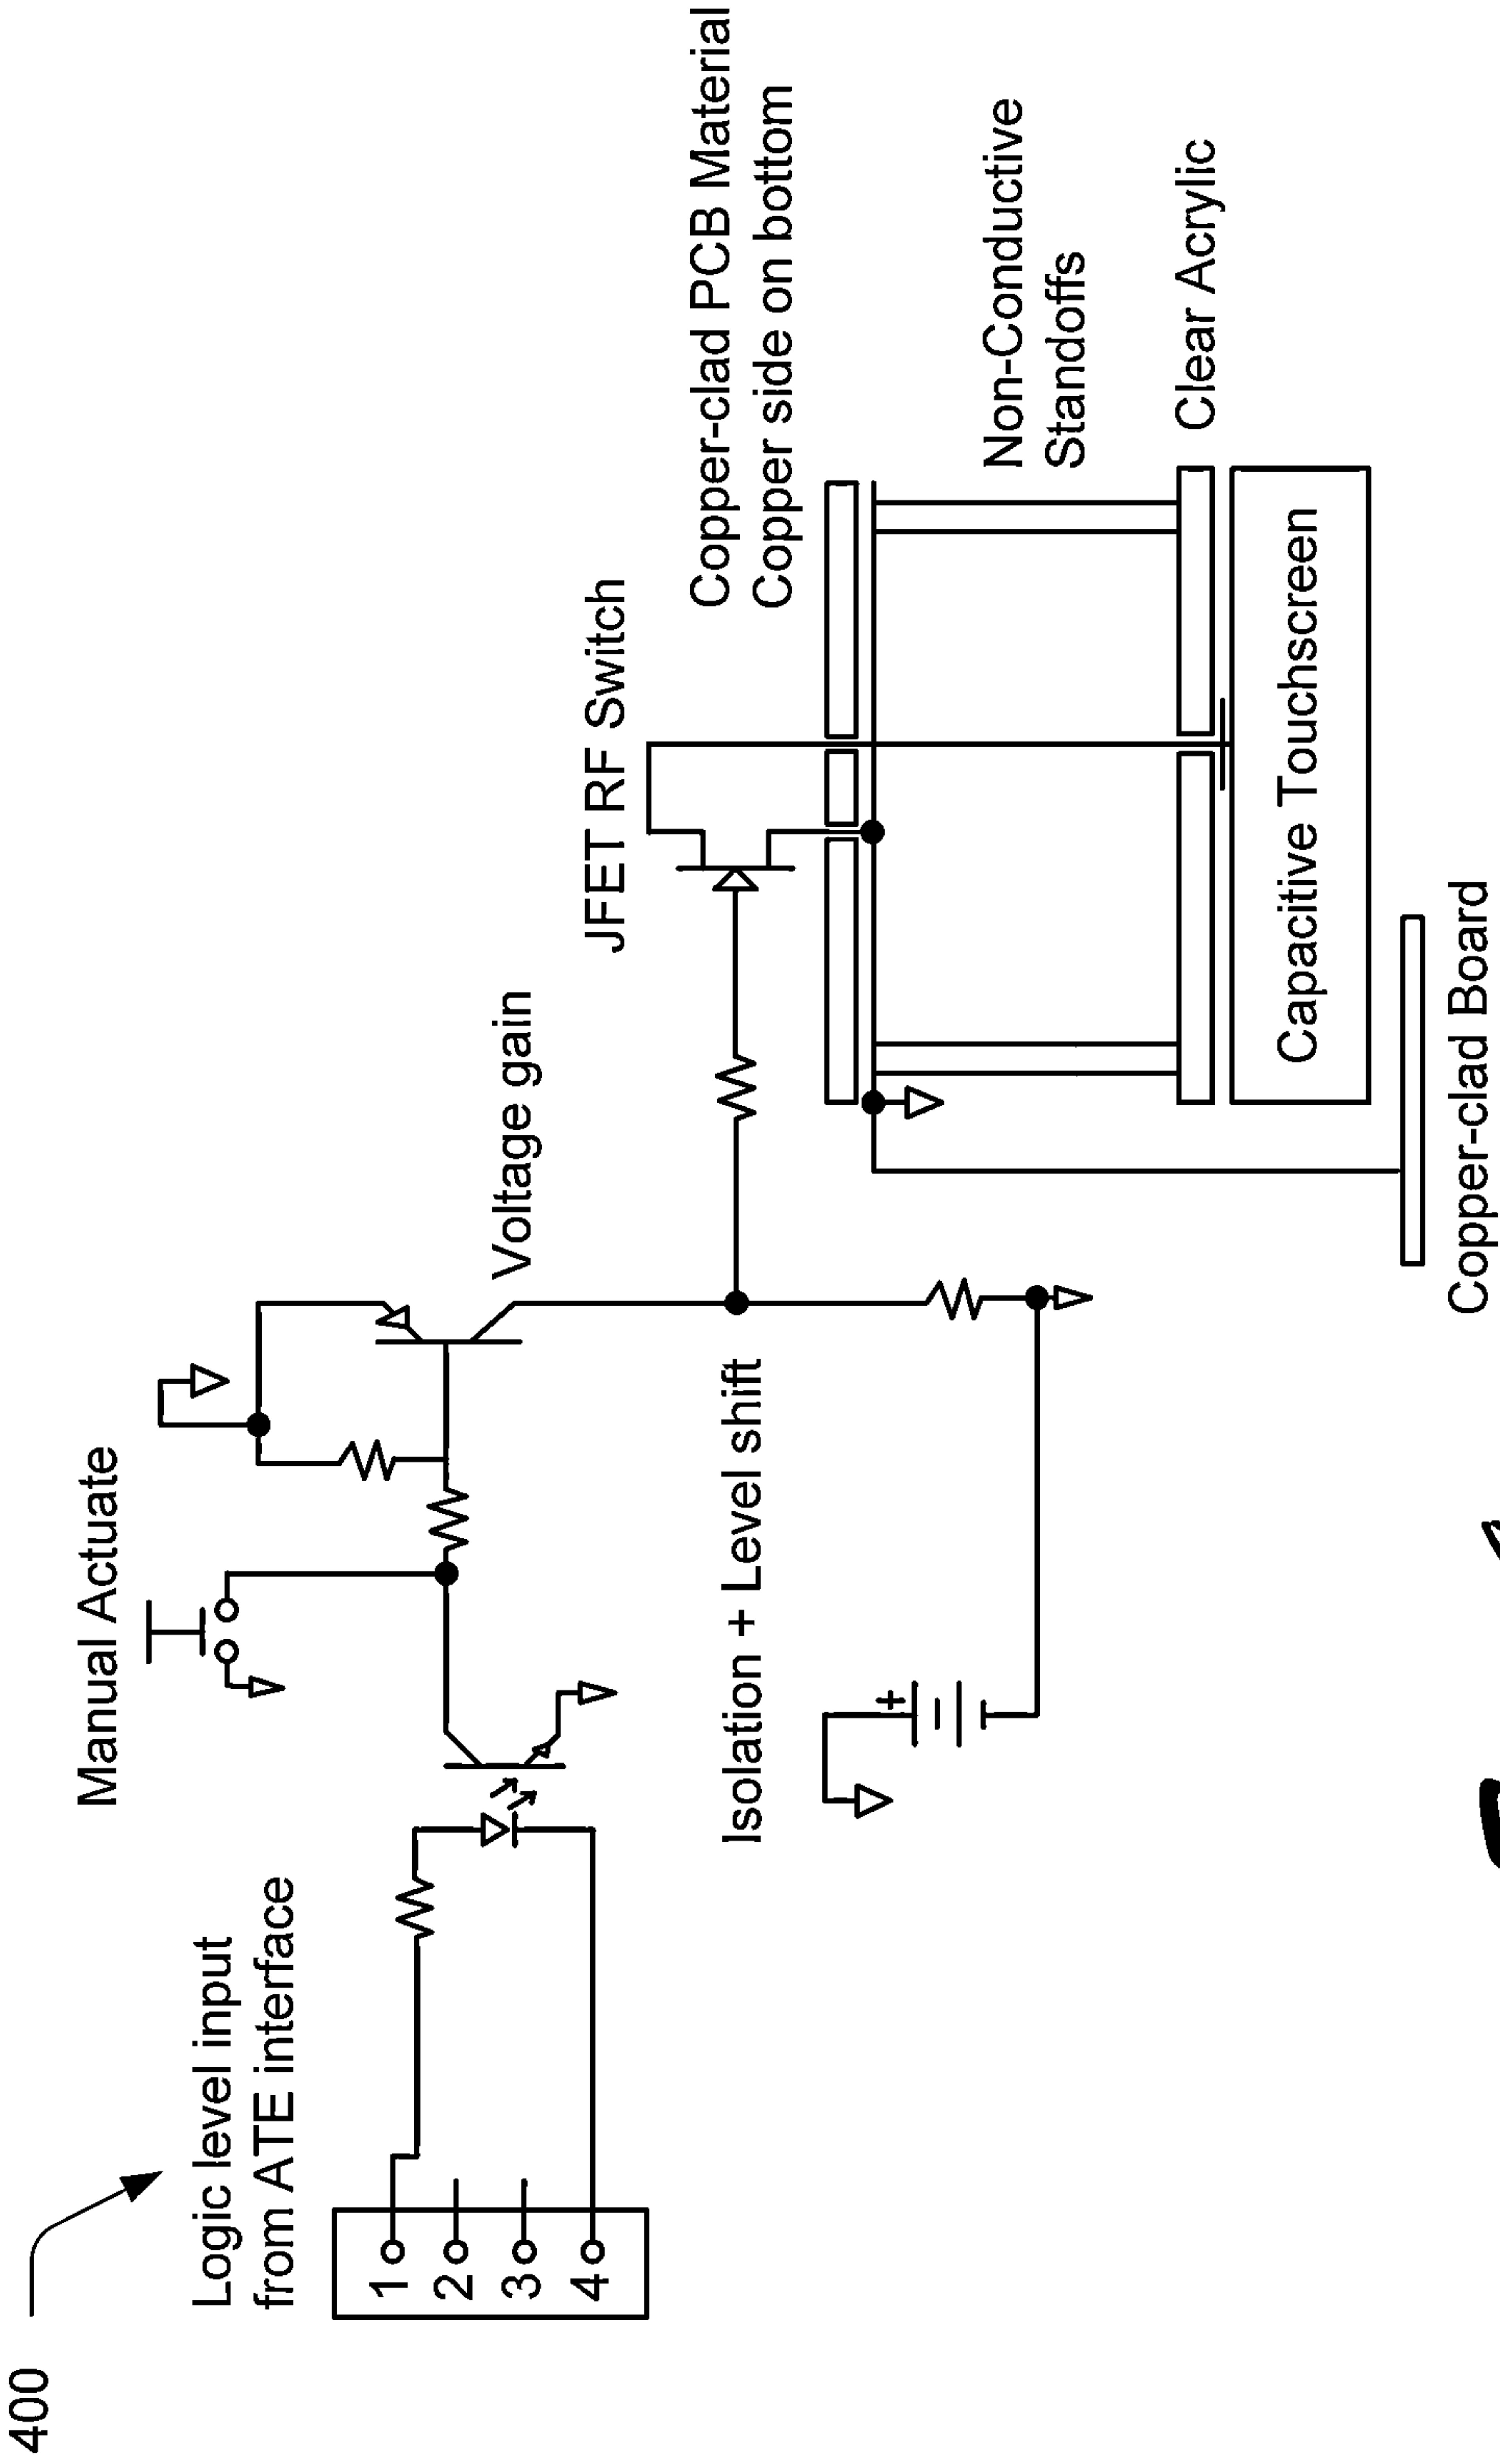 400
Logic level input
from ATE interface
1
2
3
4
Manual Actuate
Voltage gain
Isolation + Level shift
+
JFET RF Switch
Copper-clad PCB Material
Copper side on bottom
Non-Conductive
Standoffs
Clear Acrylic
Capacitive Touchscreen
Copper-clad Board